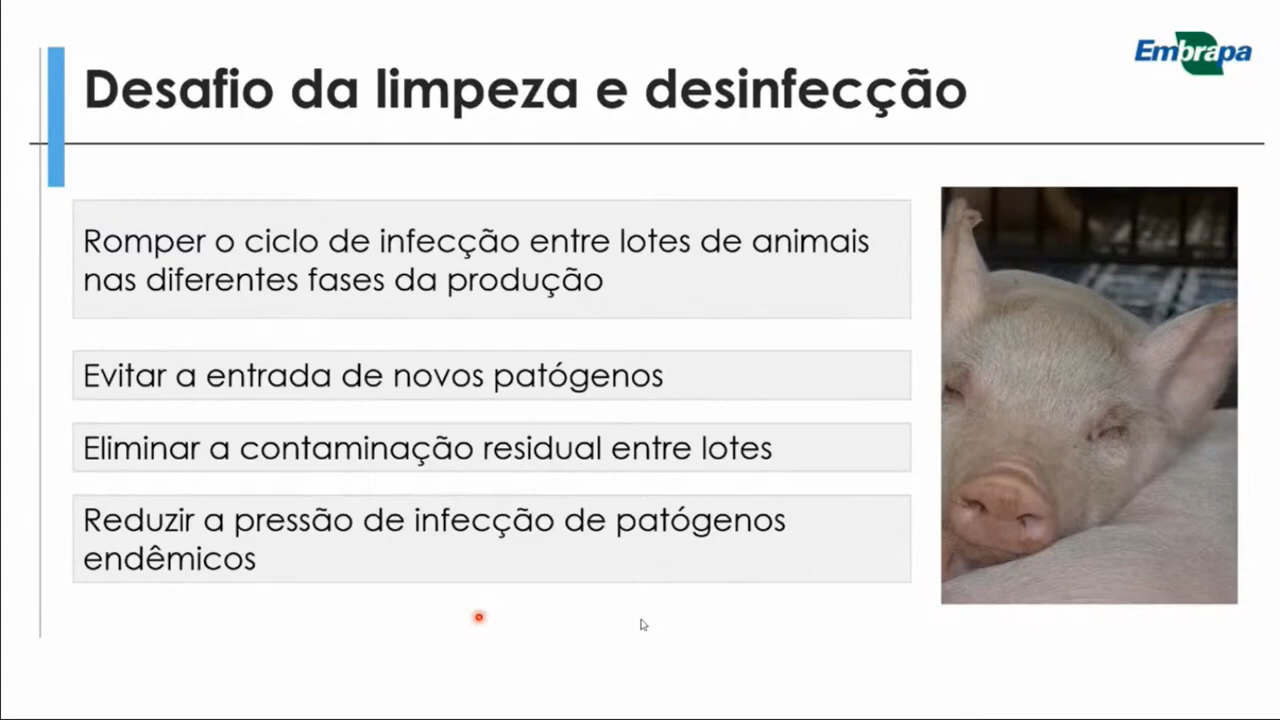 Embrapa
Desafio da limpeza e desinfecção
Romper o ciclo de infecção entre lotes de animais
nas diferentes fases da produção
Evitar a entrada de novos patógenos
Eliminar a contaminação residual entre lotes
Reduzir a pressão de infecção de patógenos
endêmicos